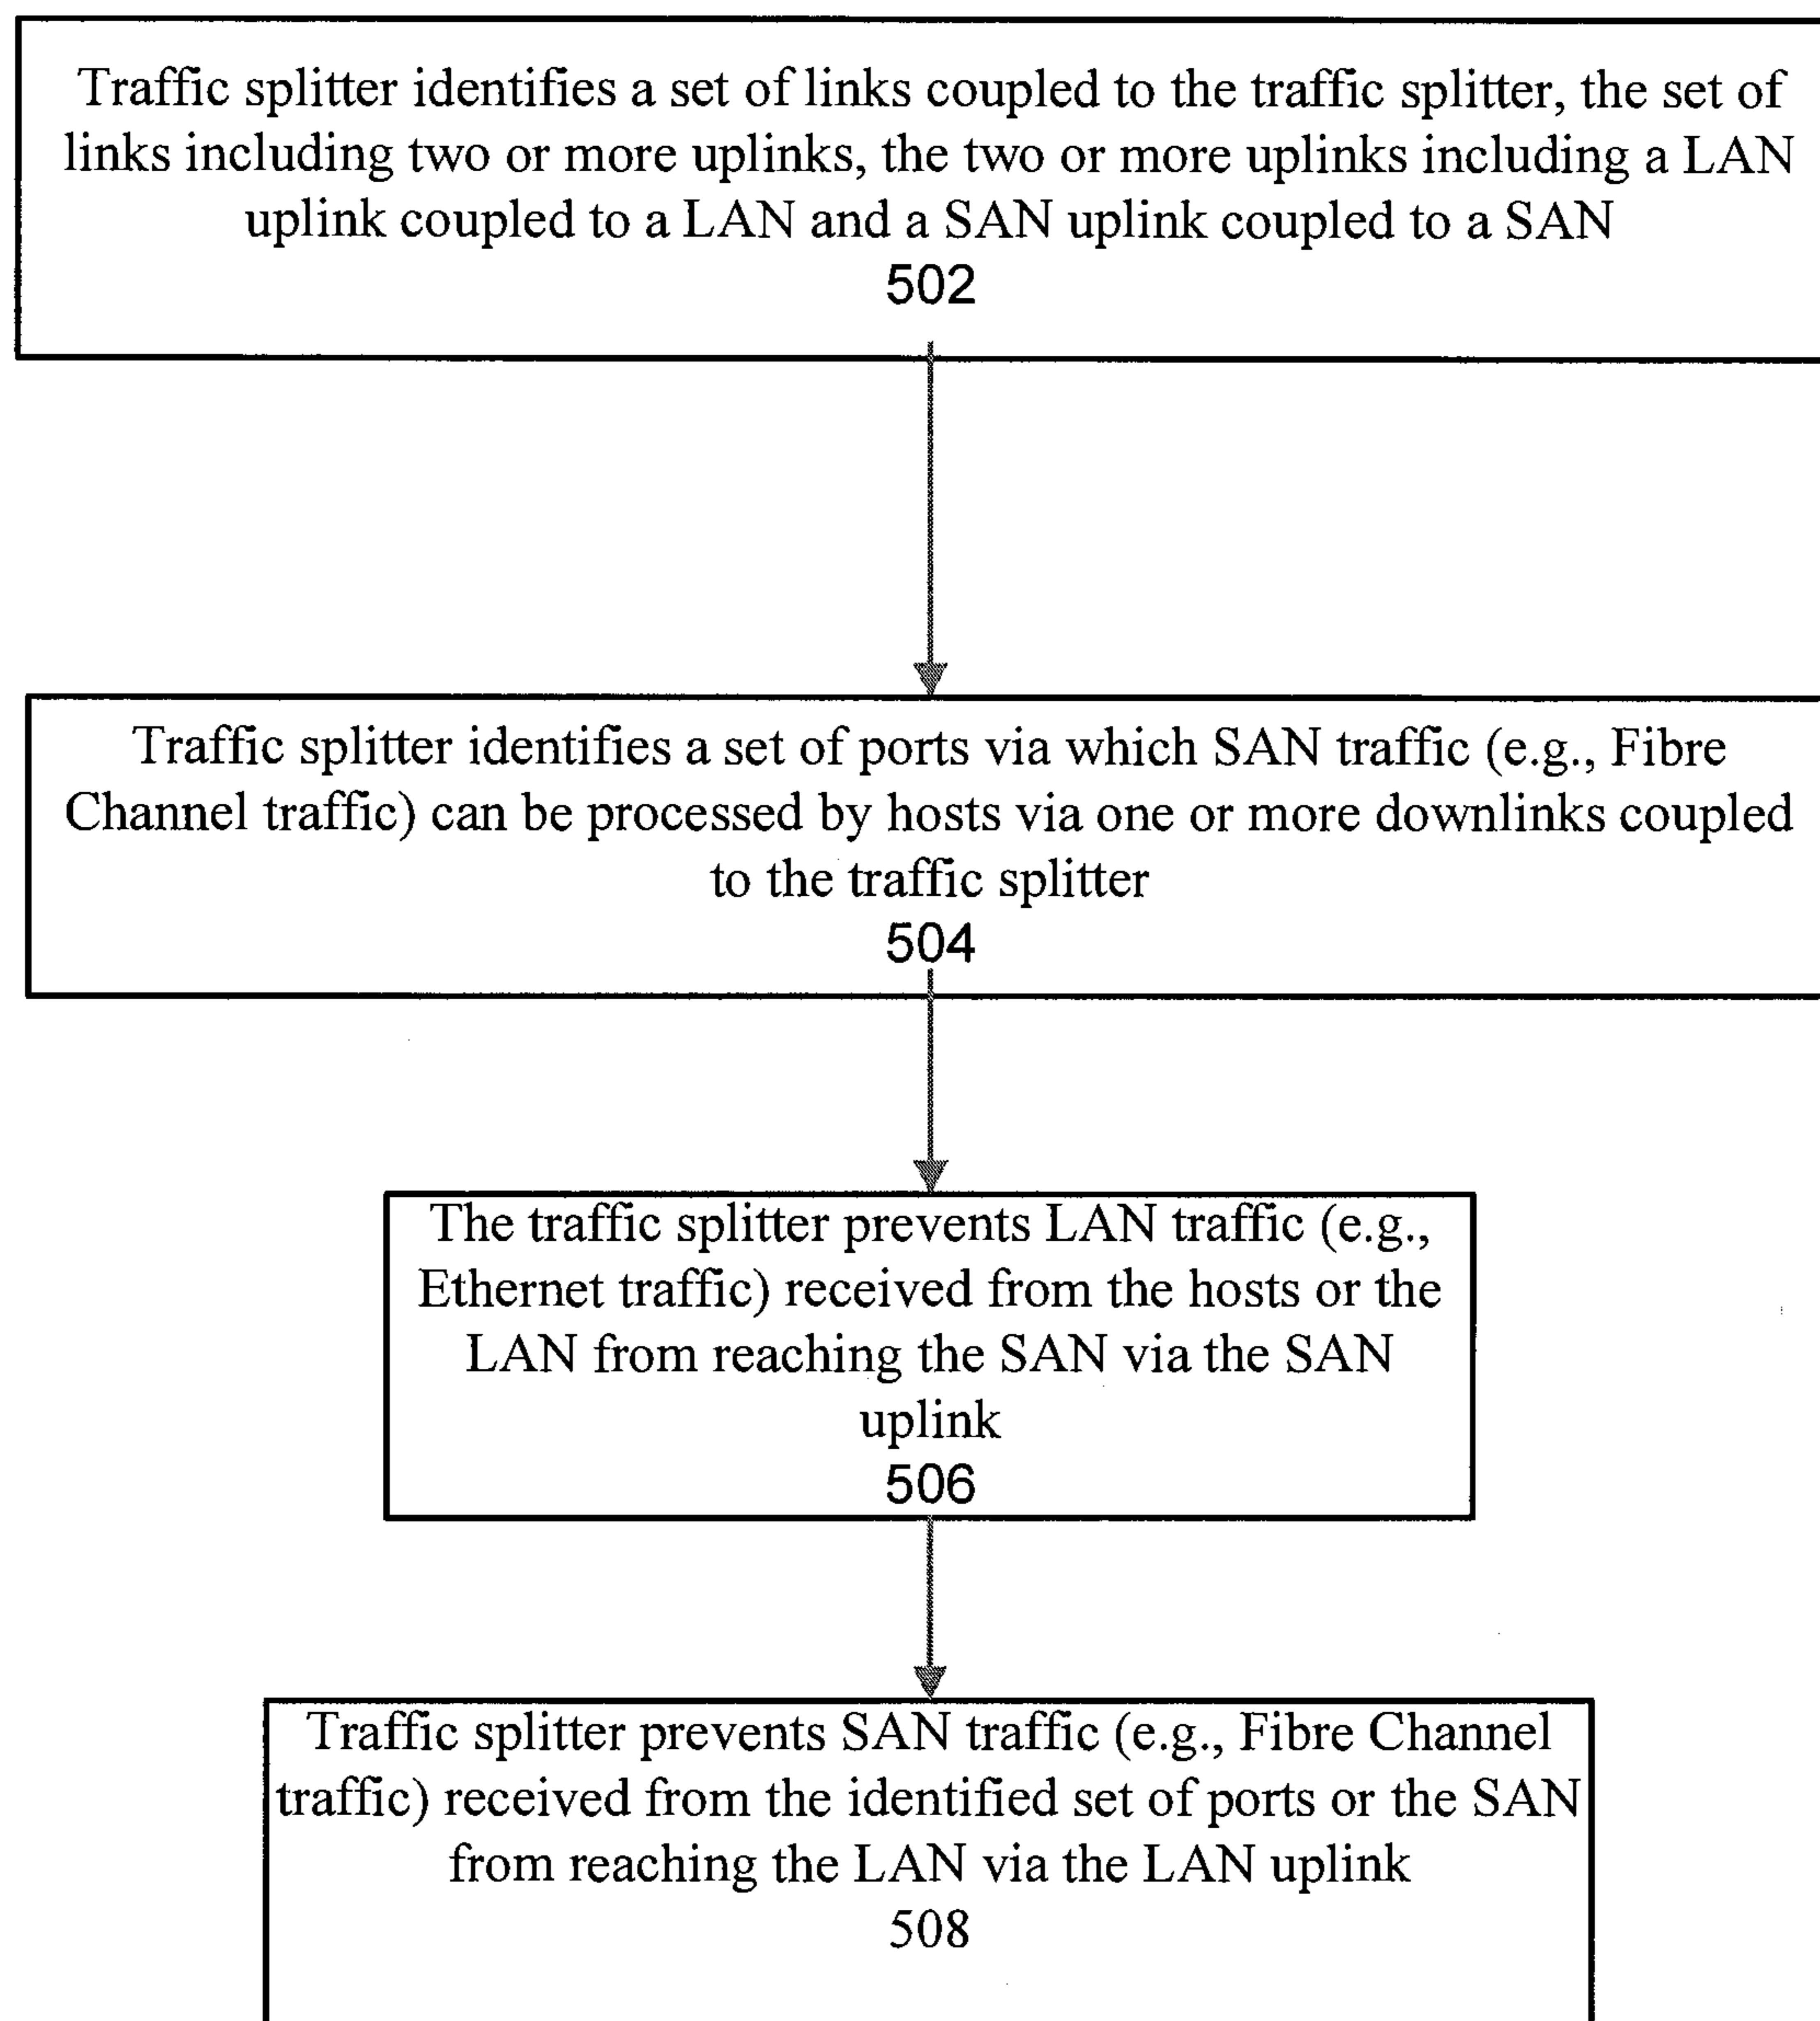 Traffic splitter identifies a set of links coupled to the traffic splitter, the set of
links including two or more uplinks, the two or more uplinks including a LAN
uplink coupled to a LAN and a SAN uplink coupled to a SAN
502
Traffic splitter identifies a set of ports via which SAN traffic (e.g., Fibre
Channel traffic) can be processed by hosts via one or more downlinks coupled
to the traffic splitter
504
The traffic splitter prevents LAN traffic (e.g.,
Ethernet traffic) received from the hosts or the
LAN from reaching the SAN via the SAN
uplink
506
Traffic splitter prevents SAN traffic (e.g., Fibre Channel
traffic) received from the identified set of ports or the SAN
from reaching the LAN via the LAN uplink
508